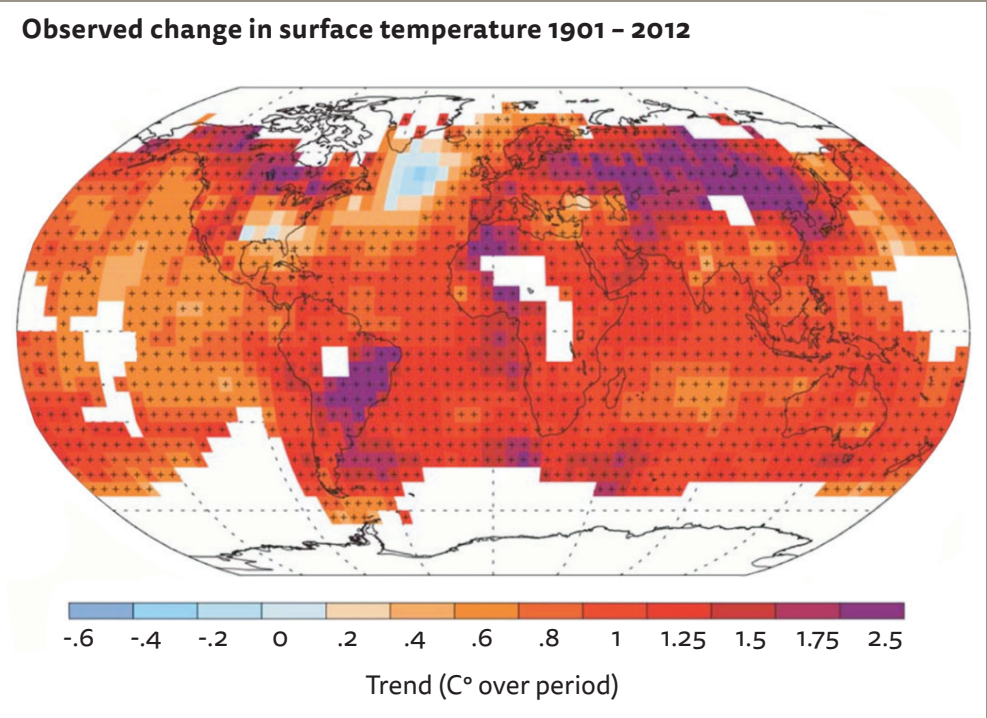 Observed change in surface temperature 1901 – 2012
-.6 -.4 -.2 0 .2 .4 .6 .8 1 1.25 1.5 1.75 2.5
Trend (C° over period)